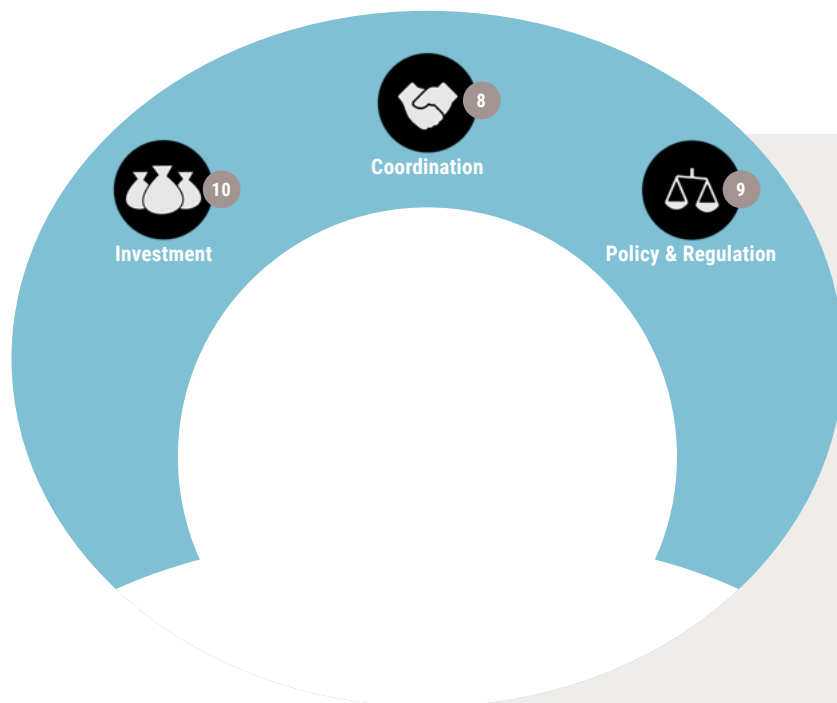 8
Coordination
10
Investment
9
Policy & Regulation